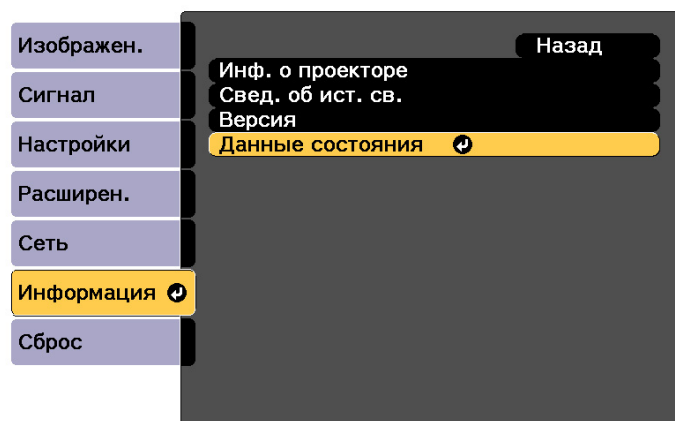 Изображен.
Сигнал
Настройки
Расширен.
Сеть
Информация
Сброс
Назад
Инф. о проекторе
Свед. об ист. св.
Версия
Данные состояния